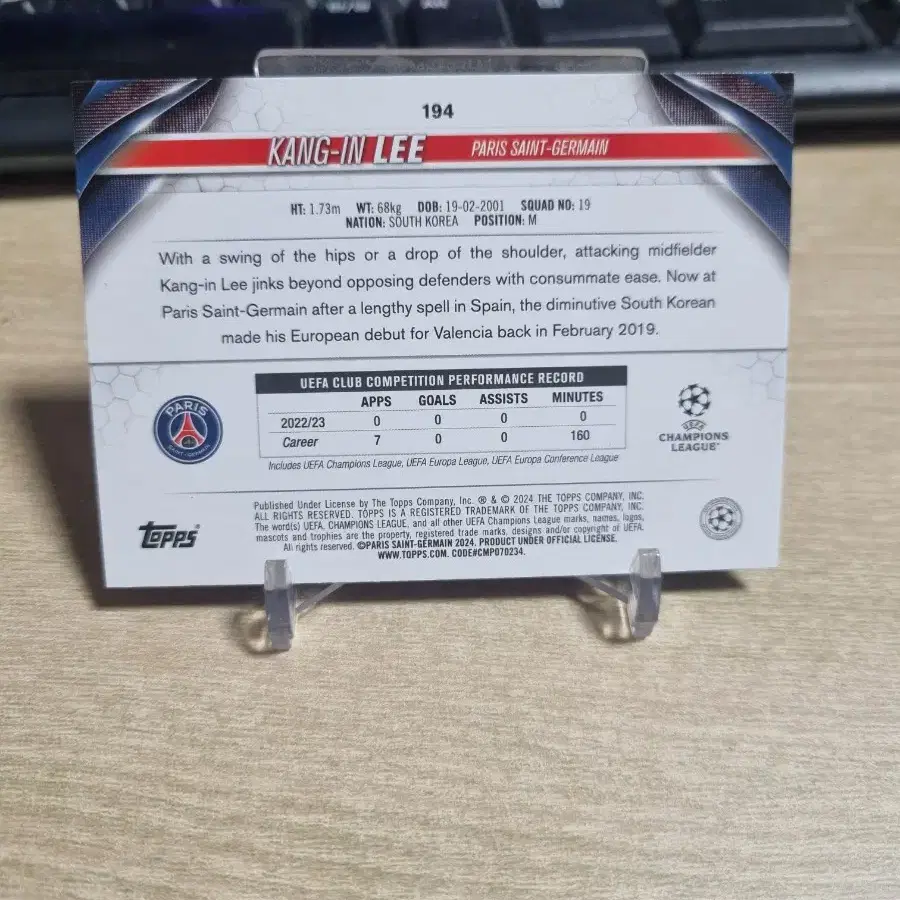 194
KANG-IN LEE PARIS SAINT-GERMAIN
HT: 1.73m WT: 68kg DOB: 19-02-2001 SQUAD NO: 19
NATION: SOUTH KOREA POSITION: M
With a swing of the hips or a drop of the shoulder, attacking midfielder
Kang-in Lee jinks beyond opposing defenders with consummate ease. Now at
Paris Saint-Germain after a lengthy spell in Spain, the diminutive South Korean
made his European debut for Valencia back in February 2019.
UEFA CLUB COMPETITION PERFORMANCE RECORD
APPS GOALS ASSISTS MINUTES
2022/23 0 0 0 0
Career 7 0 0 160
Includes UEFA Champions League, UEFA Europa League, UEFA Europa Conference League
PARIS
SAINT-GERMAIN
UEFA
CHAMPIONS
LEAGUE
Topps
Published Under License by The Topps Company, Inc. ® & © 2024 THE TOPPS COMPANY, INC.
ALL RIGHTS RESERVED. TOPPS IS A REGISTERED TRADEMARK OF THE TOPPS COMPANY, INC.
The word(s) UEFA, CHAMPIONS LEAGUE, and all other UEFA Champions League marks, names, logos,
mascots and trophies are the property, registered trade marks, designs and/or copyright of UEFA.
All rights reserved. ©PARIS SAINT-GERMAIN 2024. PRODUCT UNDER OFFICIAL LICENSE.
WWW.TOPPS.COM. CODE#CMP070234.